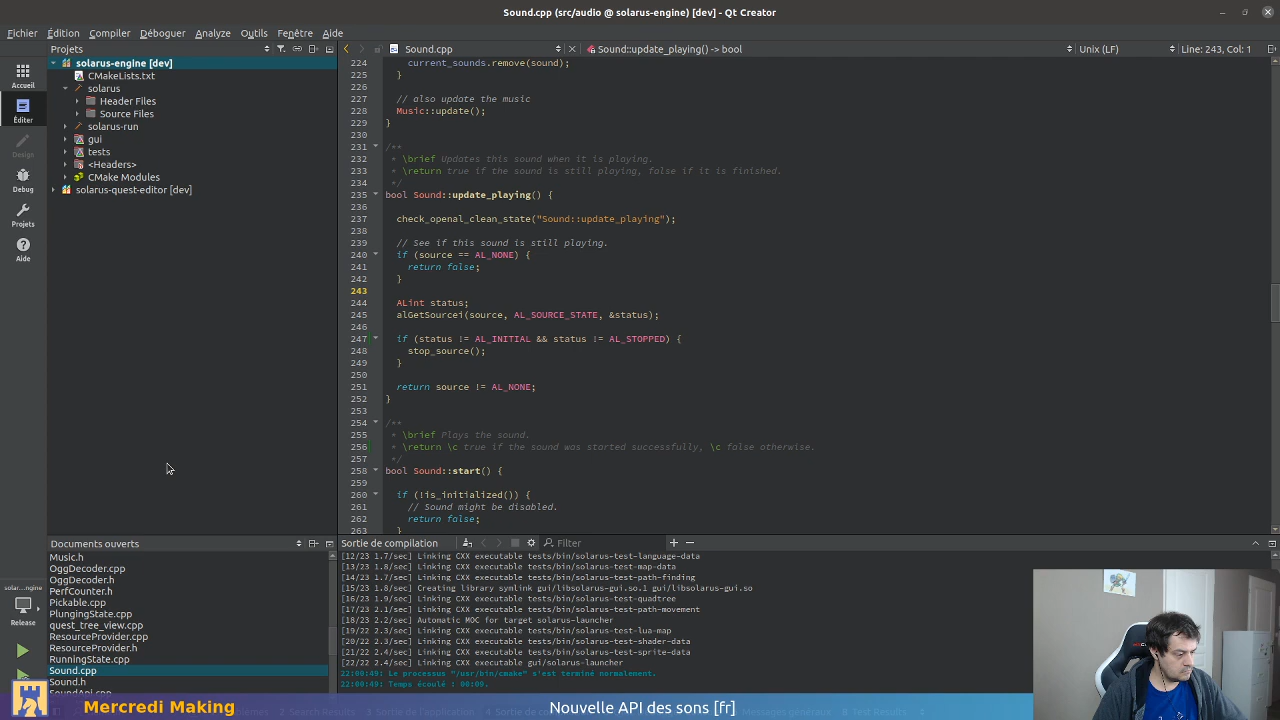 Sound.cpp (src/audio @ solarus-engine) [dev] - Qt Creator
Fichier Édition Compiler Déboguer Analyze Outils Fenêtre Aide
Projets
Sound.cpp
Sound::update_playing() -> bool
Unix (LF)
Line: 243, Col: 1
Accueil
Éditer
Design
Debug
Projets
Aide
solarus-engine [dev]
CMakeLists.txt
solarus
Header Files
Source Files
solarus-run
gui
tests
<Headers>
CMake Modules
solarus-quest-editor [dev]
224 current_sounds.remove(sound);
225 }
226
227 // also update the music
228 Music::update();
229 }
230
231 /**
232 * \brief Updates this sound when it is playing.
233 * \return true if the sound is still playing, false if it is finished.
234 */
235 bool Sound::update_playing() {
236
237 check_openal_clean_state("Sound::update_playing");
238
239 // See if this sound is still playing.
240 if (source == AL_NONE) {
241 return false;
242 }
243
244 ALint status;
245 alGetSourcei(source, AL_SOURCE_STATE, &status);
246
247 if (status != AL_INITIAL && status != AL_STOPPED) {
248 stop_source();
249 }
250
251 return source != AL_NONE;
252 }
253
254 /**
255 * \brief Plays the sound.
256 * \return \c true if the sound was started successfully, \c false otherwise.
257 */
258 bool Sound::start() {
259
260 if (!is_initialized()) {
261 // Sound might be disabled.
262 return false;
263 }
Documents ouverts
Music.h
OggDecoder.cpp
OggDecoder.h
PerfCounter.h
Pickable.cpp
PlungingState.cpp
quest_tree_view.cpp
ResourceProvider.cpp
ResourceProvider.h
RunningState.cpp
Sound.cpp
Sound.h
solar...ngine
Release
Sortie de compilation
Filter
[12/23 1.7/sec] Linking CXX executable tests/bin/solarus-test-language-data
[13/23 1.8/sec] Linking CXX executable tests/bin/solarus-test-map-data
[14/23 1.7/sec] Linking CXX executable tests/bin/solarus-test-path-finding
[15/23 1.8/sec] Creating library symlink gui/libsolarus-gui.so.1 gui/libsolarus-gui.so
[16/23 1.9/sec] Linking CXX executable tests/bin/solarus-test-quadtree
[17/23 2.1/sec] Linking CXX executable tests/bin/solarus-test-path-movement
[18/23 2.2/sec] Automatic MOC for target solarus-launcher
[19/22 2.3/sec] Linking CXX executable tests/bin/solarus-test-lua-map
[20/22 2.3/sec] Linking CXX executable tests/bin/solarus-test-shader-data
[21/22 2.4/sec] Linking CXX executable tests/bin/solarus-test-sprite-data
[22/22 2.4/sec] Linking CXX executable gui/solarus-launcher
22:00:49: Le processus "/usr/bin/cmake" s'est terminé normalement.
22:00:49: Temps écoulé : 00:09.
Mercredi Making
Nouvelle API des sons [fr]